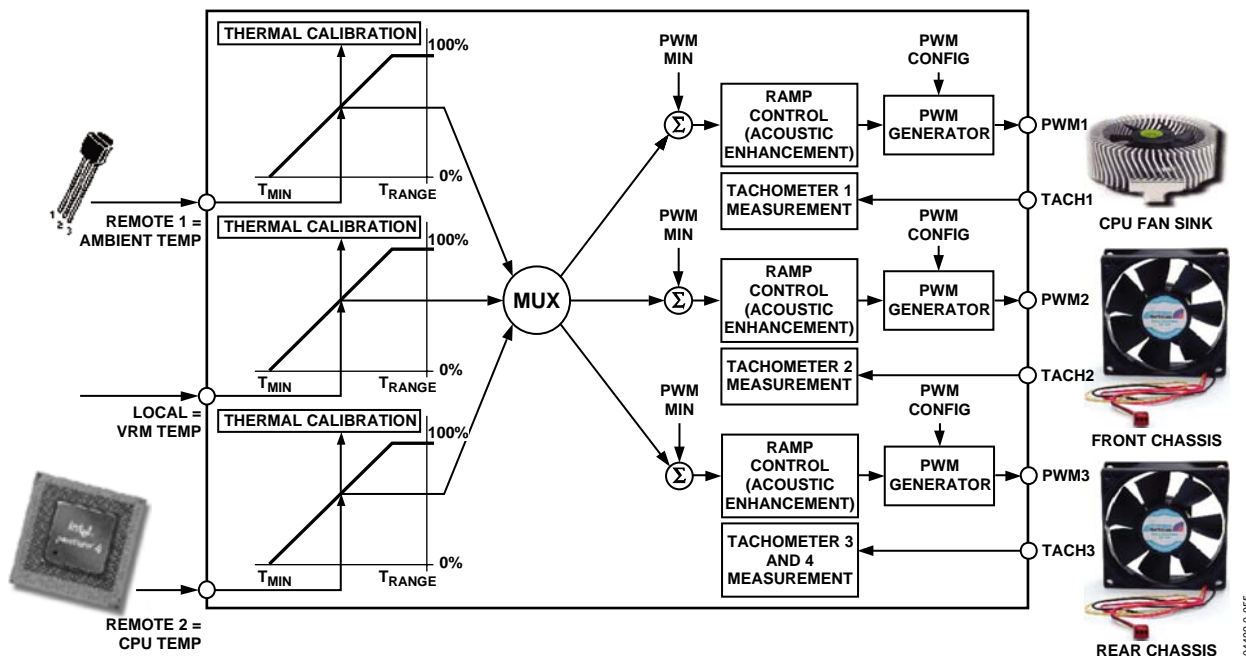 THERMAL CALIBRATION
100%
T_MIN
T_RANGE
0%
REMOTE 1 =
AMBIENT TEMP
1
2
3
THERMAL CALIBRATION
100%
T_MIN
T_RANGE
0%
LOCAL =
VRM TEMP
THERMAL CALIBRATION
100%
T_MIN
T_RANGE
0%
REMOTE 2 =
CPU TEMP
intel
pentium 4
MUX
PWM
MIN
Σ
RAMP
CONTROL
(ACOUSTIC
ENHANCEMENT)
PWM
CONFIG
PWM
GENERATOR
PWM1
TACHOMETER 1
MEASUREMENT
TACH1
CPU FAN SINK
PWM
MIN
Σ
RAMP
CONTROL
(ACOUSTIC
ENHANCEMENT)
PWM
CONFIG
PWM
GENERATOR
PWM2
TACHOMETER 2
MEASUREMENT
TACH2
FRONT CHASSIS
PWM
MIN
Σ
RAMP
CONTROL
(ACOUSTIC
ENHANCEMENT)
PWM
CONFIG
PWM
GENERATOR
PWM3
TACHOMETER 3
AND 4
MEASUREMENT
TACH3
REAR CHASSIS